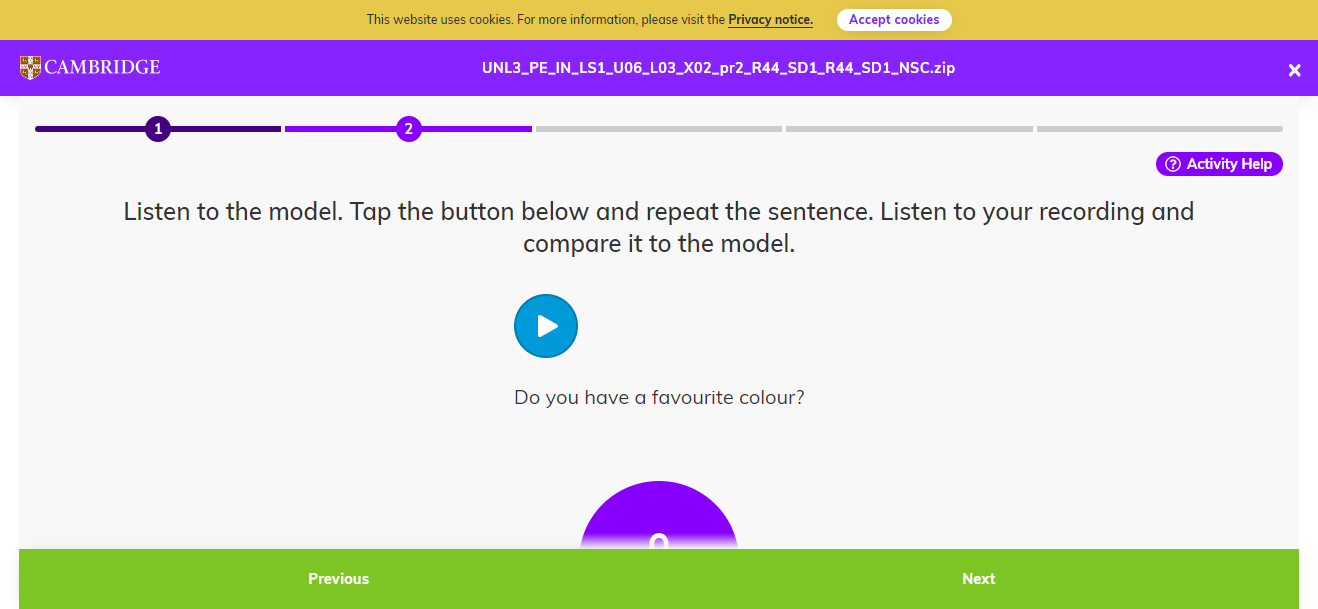 This website uses cookies. For more information, please visit the Privacy notice. Accept cookies
CAMBRIDGE UNL3_PE_IN_LS1_U06_L03_X02_pr2_R44_SD1_R44_SD1_NSC.zip
1 2
Activity Help
Listen to the model. Tap the button below and repeat the sentence. Listen to your recording and
compare it to the model.
Do you have a favourite colour?
Previous Next